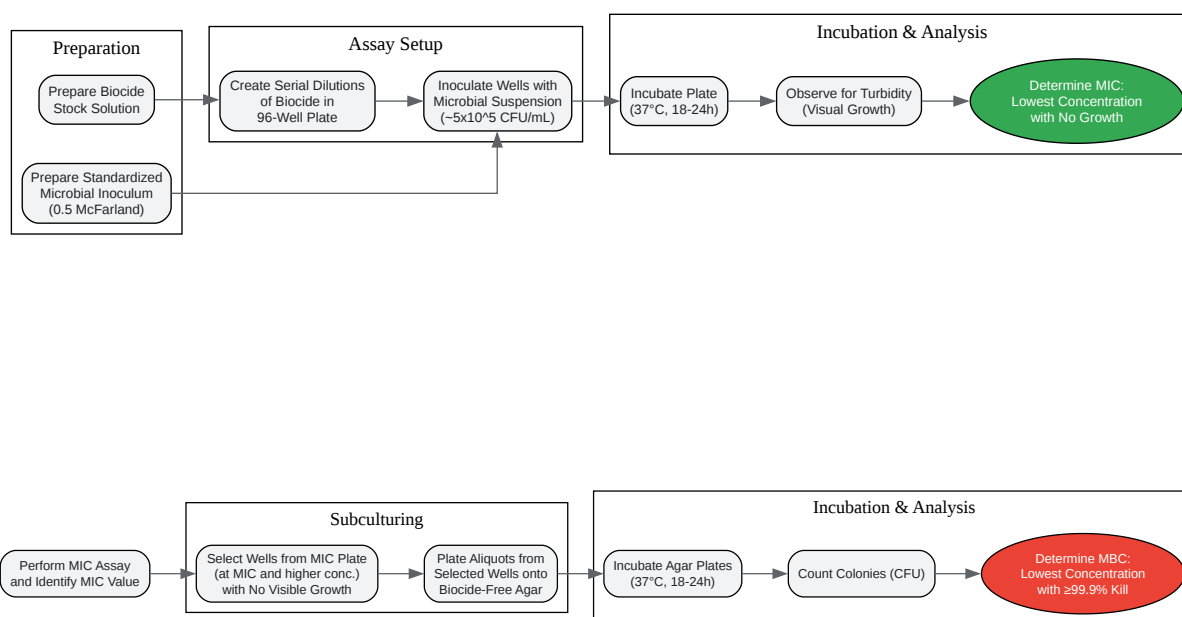 Preparation
Prepare Biocide
Stock Solution
Prepare Standardized
Microbial Inoculum
(0.5 McFarland)
Assay Setup
Create Serial Dilutions
of Biocide in
96-Well Plate
Inoculate Wells with
Microbial Suspension
(~5x10^5 CFU/mL)
Incubation & Analysis
Incubate Plate
(37°C, 18-24h)
Observe for Turbidity
(Visual Growth)
Determine MIC:
Lowest Concentration
with No Growth
Perform MIC Assay
and Identify MIC Value
Subculturing
Select Wells from MIC Plate
(at MIC and higher conc.)
with No Visible Growth
Plate Aliquots from
Selected Wells onto
Biocide-Free Agar
Incubation & Analysis
Incubate Agar Plates
(37°C, 18-24h)
Count Colonies (CFU)
Determine MBC:
Lowest Concentration
with ≥99.9% Kill